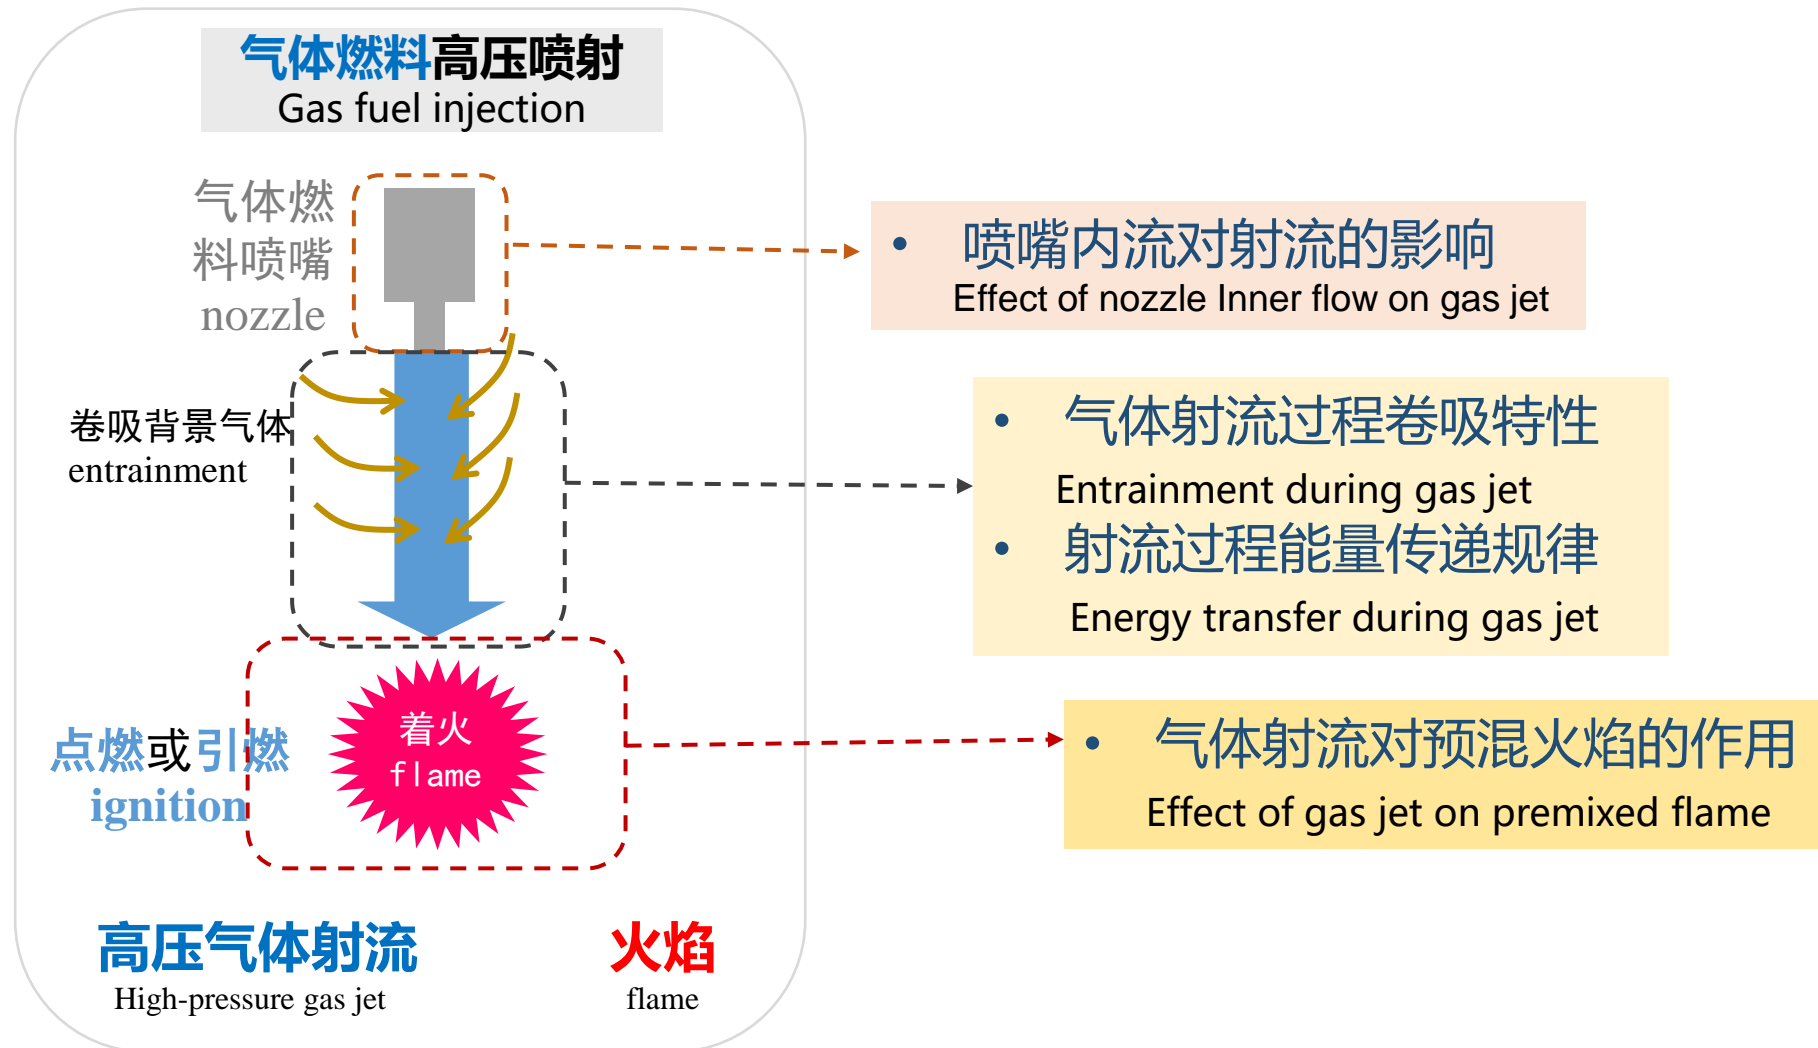 气体燃料高压喷射
Gas fuel injection
气体燃
料喷嘴
nozzle
卷吸背景气体
entrainment
点燃或引燃
ignition
着火
flame
高压气体射流
High-pressure gas jet
火焰
flame
• 喷嘴内流对射流的影响
Effect of nozzle Inner flow on gas jet
• 气体射流过程卷吸特性
Entrainment during gas jet
• 射流过程能量传递规律
Energy transfer during gas jet
• 气体射流对预混火焰的作用
Effect of gas jet on premixed flame